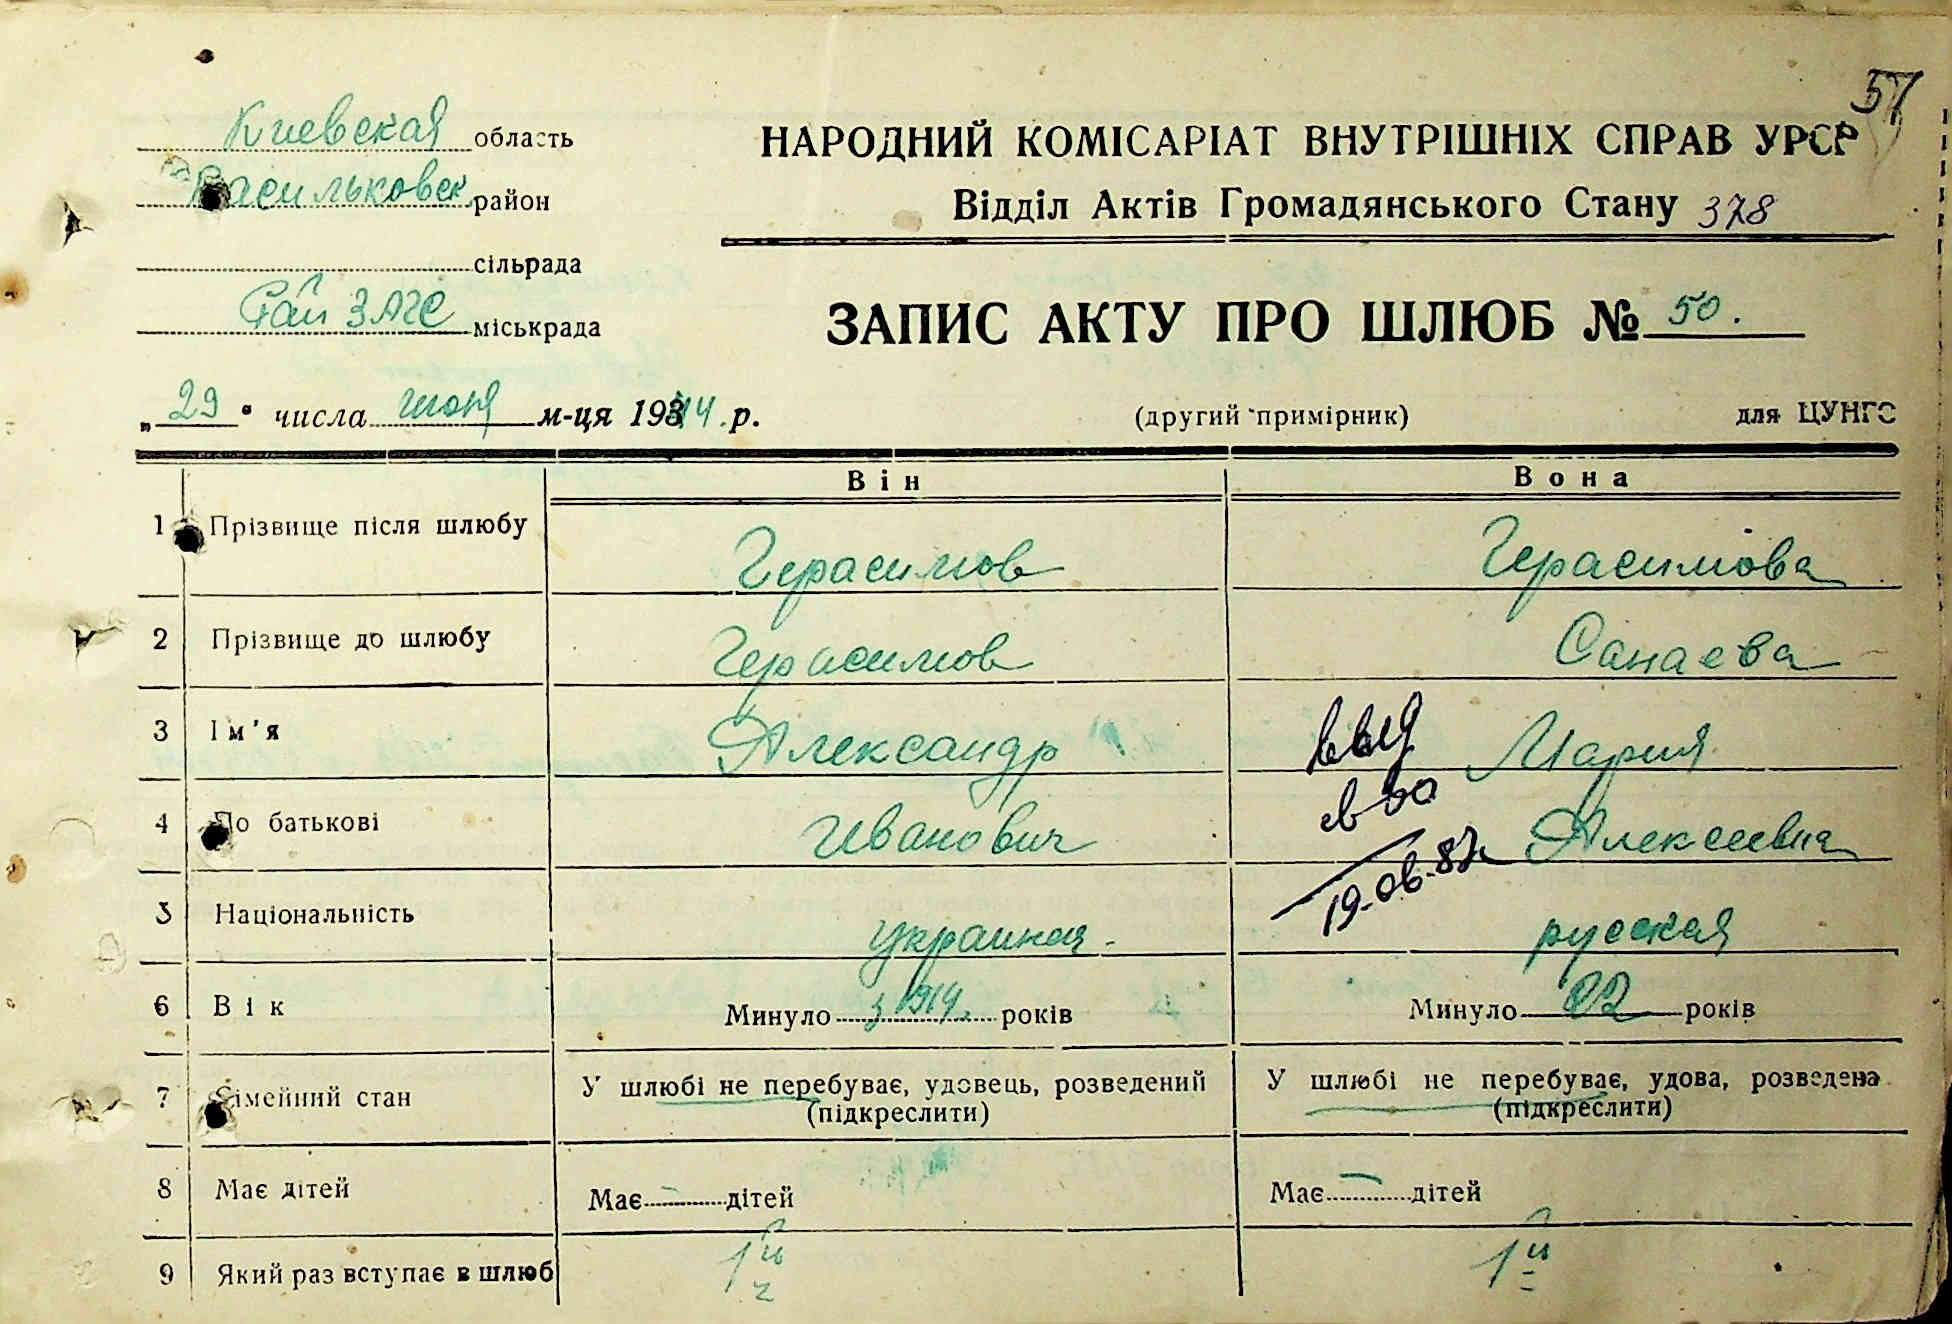 57
Киевская область
Васильковск район
сільрада
Рай ЗАГС міськрада
НАРОДНИЙ КОМІСАРІАТ ВНУТРІШНІХ СПРАВ УРСР
Відділ Актів Громадянського Стану 378
ЗАПИС АКТУ ПРО ШЛЮБ № 50.
„29" числа июня м-ця 1944 р.
(другий примірник) для ЦУНГО
Він Вона
1 Прізвище після шлюбу Герасимов Герасимова
2 Прізвище до шлюбу Герасимов Санаева
3 Ім'я Александр Мария
4 По батькові Иванович Алексеевна
19-06-87
5 Національність русская
6 Вік Минуло з 1919. років Минуло 22 років
7 Сімейний стан У шлюбі не перебуває, удовець, розведений У шлюбі не перебуває, удова, розведена
(підкреслити) (підкреслити)
8 Має дітей Має - дітей Має — дітей
9 Який раз вступає в шлюб 1й 1й